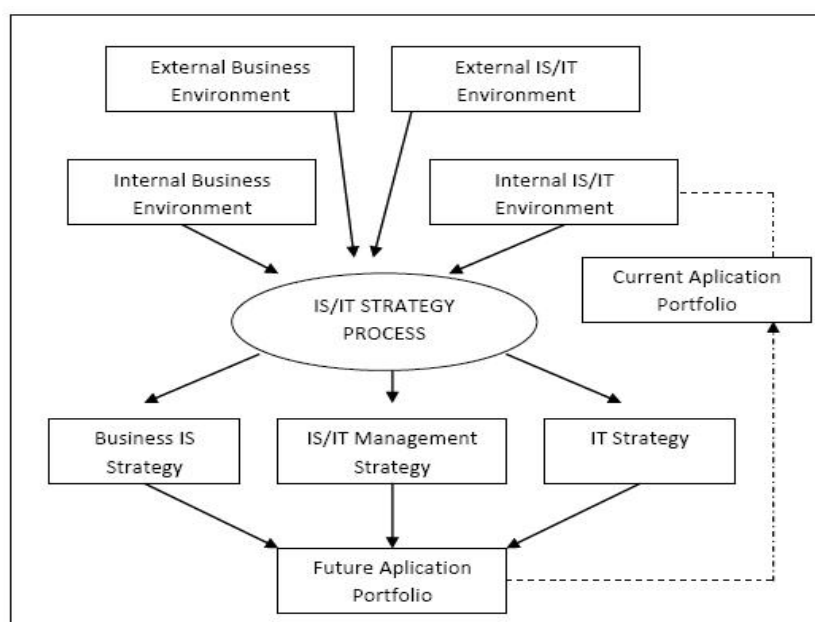 External Business
Environment
External IS/IT
Environment
Internal Business
Environment
Internal IS/IT
Environment
Current Aplication
Portfolio
IS/IT STRATEGY
PROCESS
Business IS
Strategy
IS/IT Management
Strategy
IT Strategy
Future Aplication
Portfolio